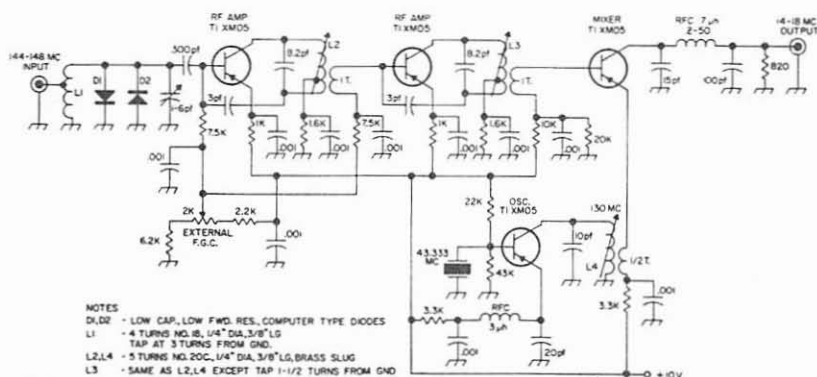 RF AMP
TI XM05
RF AMP
TI XM05
MIXER
TI XM05
RFC 7μh
2-50
14-18 MC
OUTPUT
144-148 MC
INPUT
300pf
8.2pf
L2
8.2pf
L3
L1
D1
D2
1-6pf
3pf
1T.
3pf
1T.
15pf
100pf
820
7.5K
1K
.001
1.6K
.001
7.5K
.001
1K
.001
1.6K
.001
10K
.001
20K
.001
2K
2.2K
EXTERNAL
F.G.C.
6.2K
.001
22K
OSC.
TI XM05
130 MC
43.333
MC
43K
10pf
L4
1/2T.
3.3K
RFC
3μh
.001
20pf
3.3K
.001
+10V
NOTES
D1,D2 - LOW CAP., LOW FWD. RES., COMPUTER TYPE DIODES
L1 - 4 TURNS NO.18, 1/4" DIA, 3/8" LG
TAP AT 3 TURNS FROM GND.
L2,L4 - 5 TURNS NO. 20C., 1/4" DIA, 3/8" LG, BRASS SLUG
L3 - SAME AS L2, L4 EXCEPT TAP 1-1/2 TURNS FROM GND